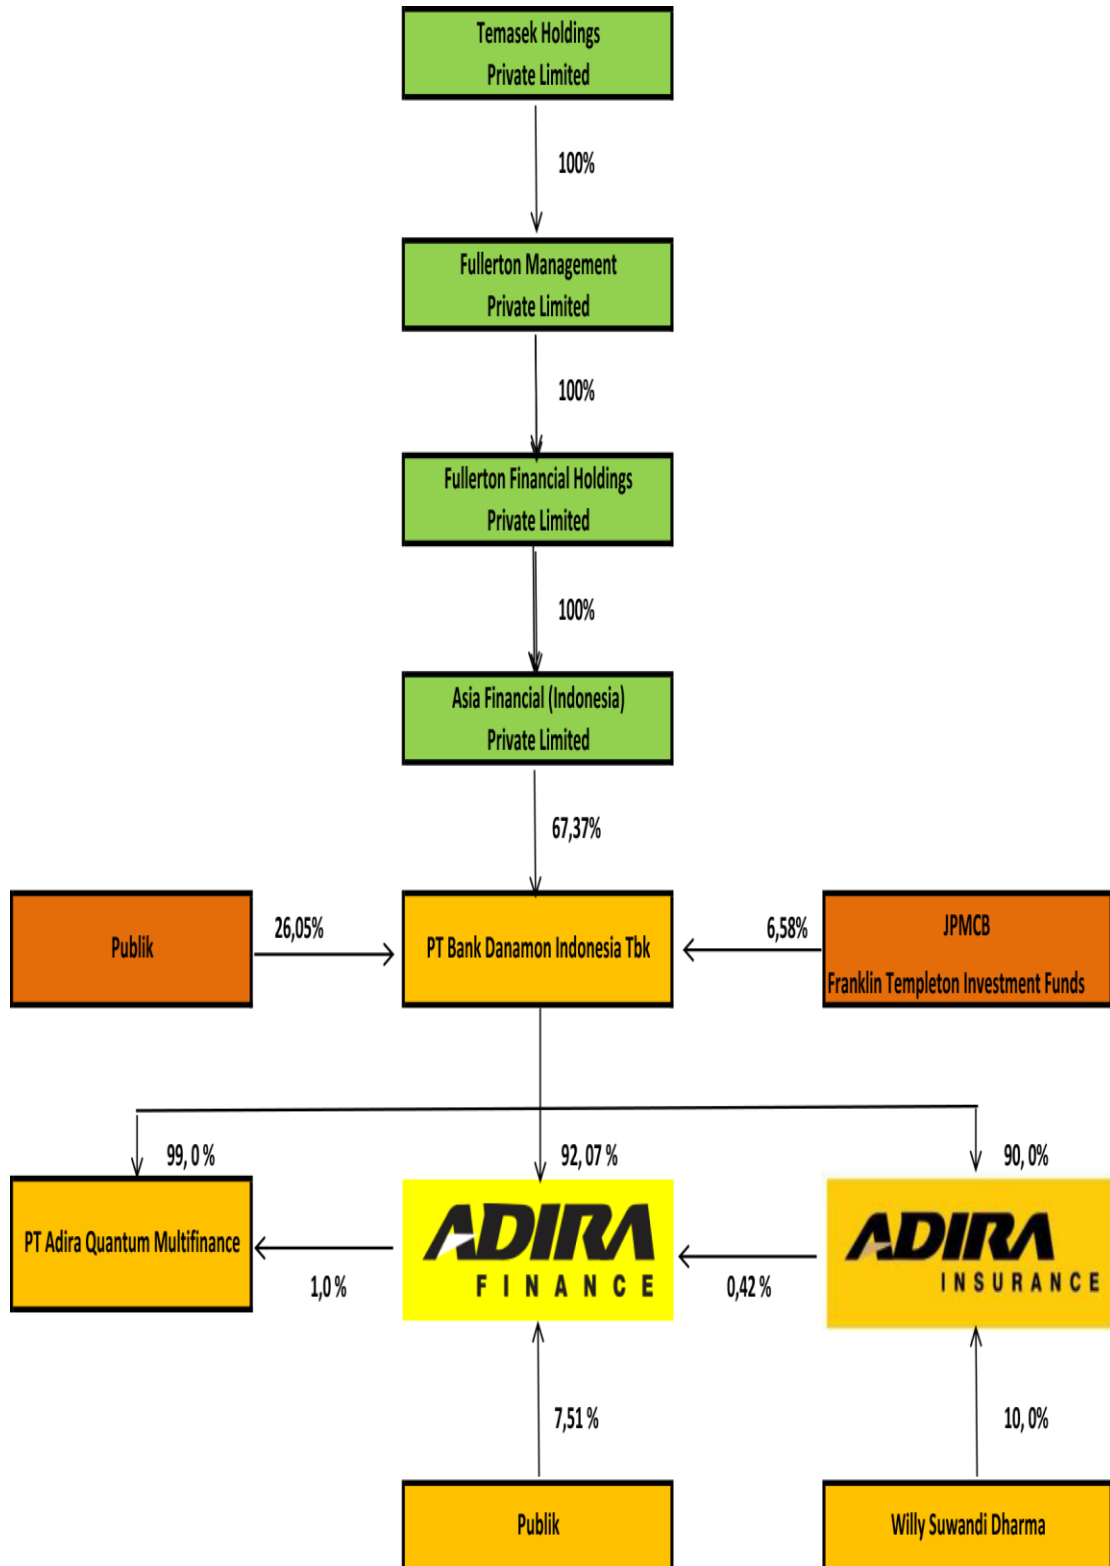 Temasek Holdings
Private Limited
100%
Fullerton Management
Private Limited
100%
Fullerton Financial Holdings
Private Limited
100%
Asia Financial (Indonesia)
Private Limited
67,37%
Publik
26,05%
PT Bank Danamon Indonesia Tbk
6,58%
JPMCB
Franklin Templeton Investment Funds
99, 0 %
92, 07 %
90, 0%
PT Adira Quantum Multifinance
1,0 %
ADIRA
FINANCE
0,42 %
ADIRA
INSURANCE
7,51 %
10, 0%
Publik
Willy Suwandi Dharma